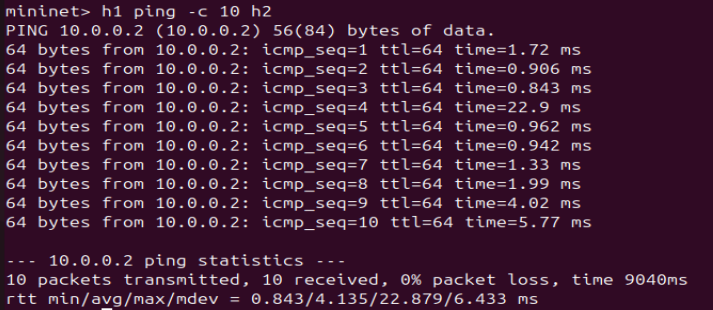 mininet> h1 ping -c 10 h2
PING 10.0.0.2 (10.0.0.2) 56(84) bytes of data.
64 bytes from 10.0.0.2: icmp_seq=1 ttl=64 time=1.72 ms
64 bytes from 10.0.0.2: icmp_seq=2 ttl=64 time=0.906 ms
64 bytes from 10.0.0.2: icmp_seq=3 ttl=64 time=0.843 ms
64 bytes from 10.0.0.2: icmp_seq=4 ttl=64 time=22.9 ms
64 bytes from 10.0.0.2: icmp_seq=5 ttl=64 time=0.962 ms
64 bytes from 10.0.0.2: icmp_seq=6 ttl=64 time=0.942 ms
64 bytes from 10.0.0.2: icmp_seq=7 ttl=64 time=1.33 ms
64 bytes from 10.0.0.2: icmp_seq=8 ttl=64 time=1.99 ms
64 bytes from 10.0.0.2: icmp_seq=9 ttl=64 time=4.02 ms
64 bytes from 10.0.0.2: icmp_seq=10 ttl=64 time=5.77 ms
--- 10.0.0.2 ping statistics ---
10 packets transmitted, 10 received, 0% packet loss, time 9040ms
rtt min/avg/max/mdev = 0.843/4.135/22.879/6.433 ms